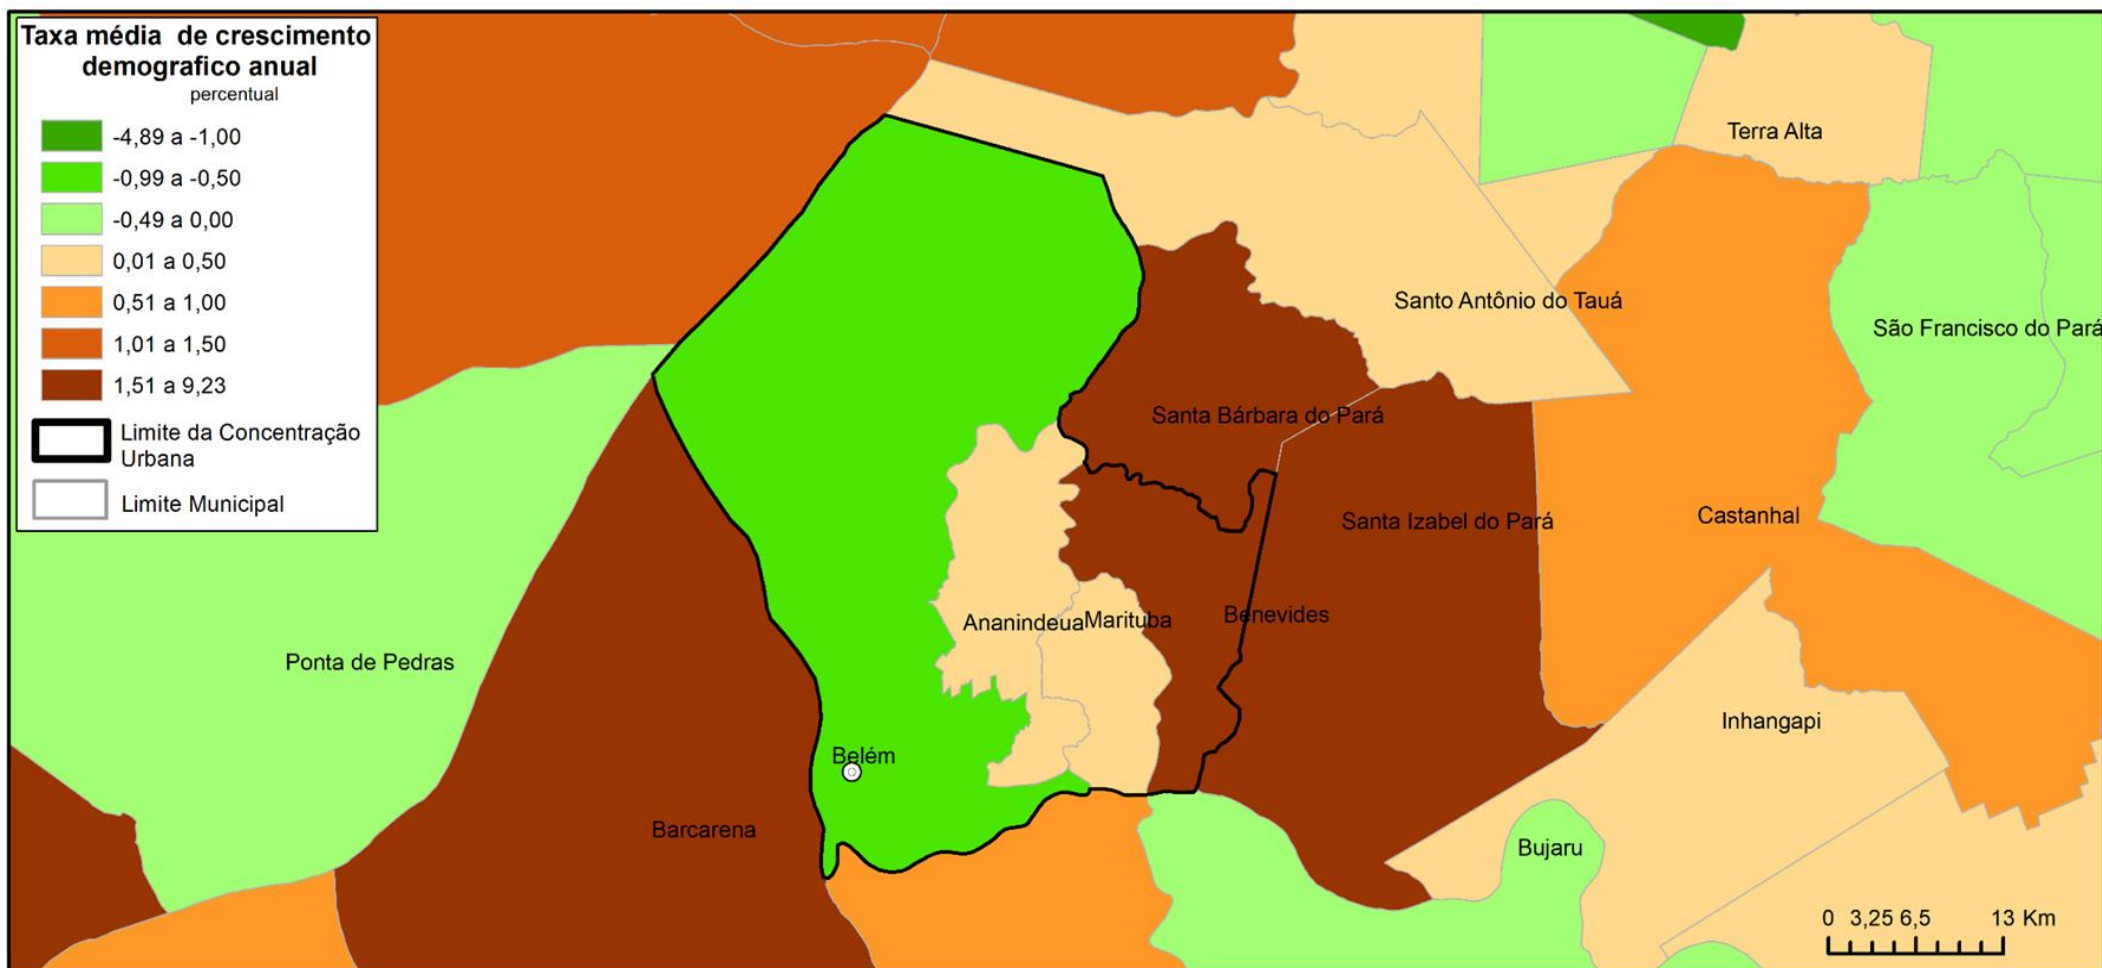 Taxa média de crescimento
demografico anual
percentual
-4,89 a -1,00
-0,99 a -0,50
-0,49 a 0,00
0,01 a 0,50
0,51 a 1,00
1,01 a 1,50
1,51 a 9,23
Limite da Concentração
Urbana
Limite Municipal
Terra Alta
Santo Antônio do Tauá
São Francisco do Pará
Santa Bárbara do Pará
Santa Izabel do Pará
Castanhal
Ananindeua
Marituba
Benevides
Ponta de Pedras
Inhangapi
Belém
Barcarena
Bujaru
0 3,25 6,5 13 Km